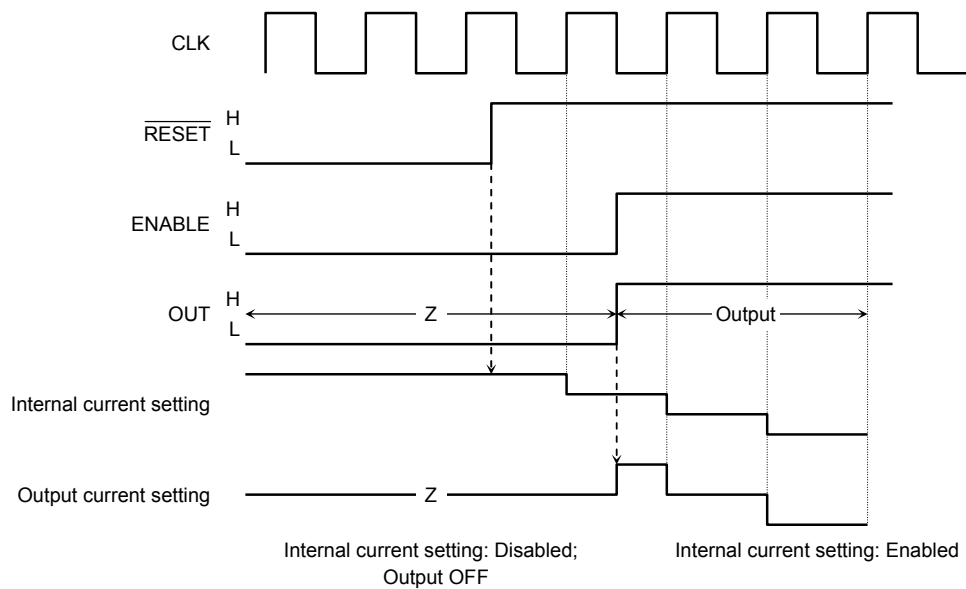 CLK
H
RESET
L
H
ENABLE
L
H
OUT
Z
Output
L
Internal current setting
Output current setting
Z
Internal current setting: Disabled;
Output OFF
Internal current setting: Enabled